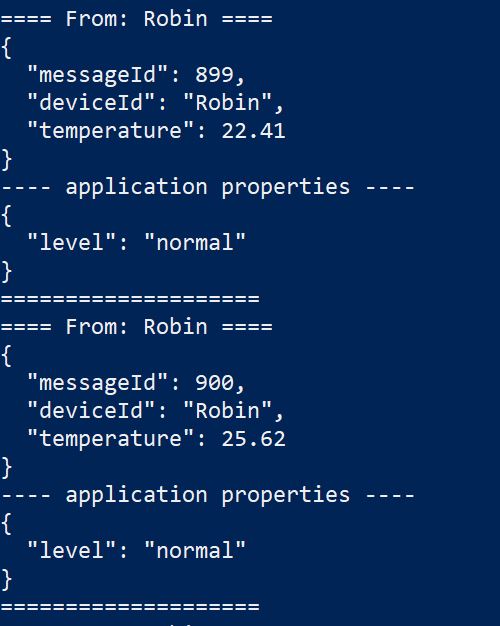 ==== From: Robin ====
{
  "messageId": 899,
  "deviceId": "Robin",
  "temperature": 22.41
}
---- application properties ----
{
  "level": "normal"
}
====================
==== From: Robin ====
{
  "messageId": 900,
  "deviceId": "Robin",
  "temperature": 25.62
}
---- application properties ----
{
  "level": "normal"
}
====================